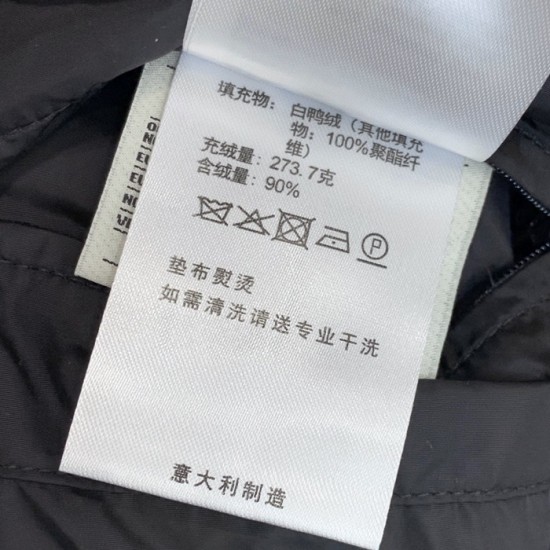 填充物: 白鸭绒（其他填充
物: 100%聚酯纤
维）
充绒量: 273.7克
含绒量: 90%
P
垫布熨烫
如需清洗请送专业干洗
意大利制造